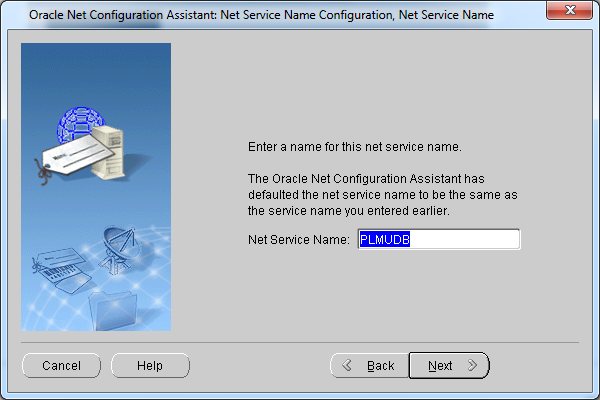 Oracle Net Configuration Assistant: Net Service Name Configuration, Net Service Name
Enter a name for this net service name.
The Oracle Net Configuration Assistant has
defaulted the net service name to be the same as
the service name you entered earlier.
Net Service Name: PLMUDB
Cancel Help Back Next